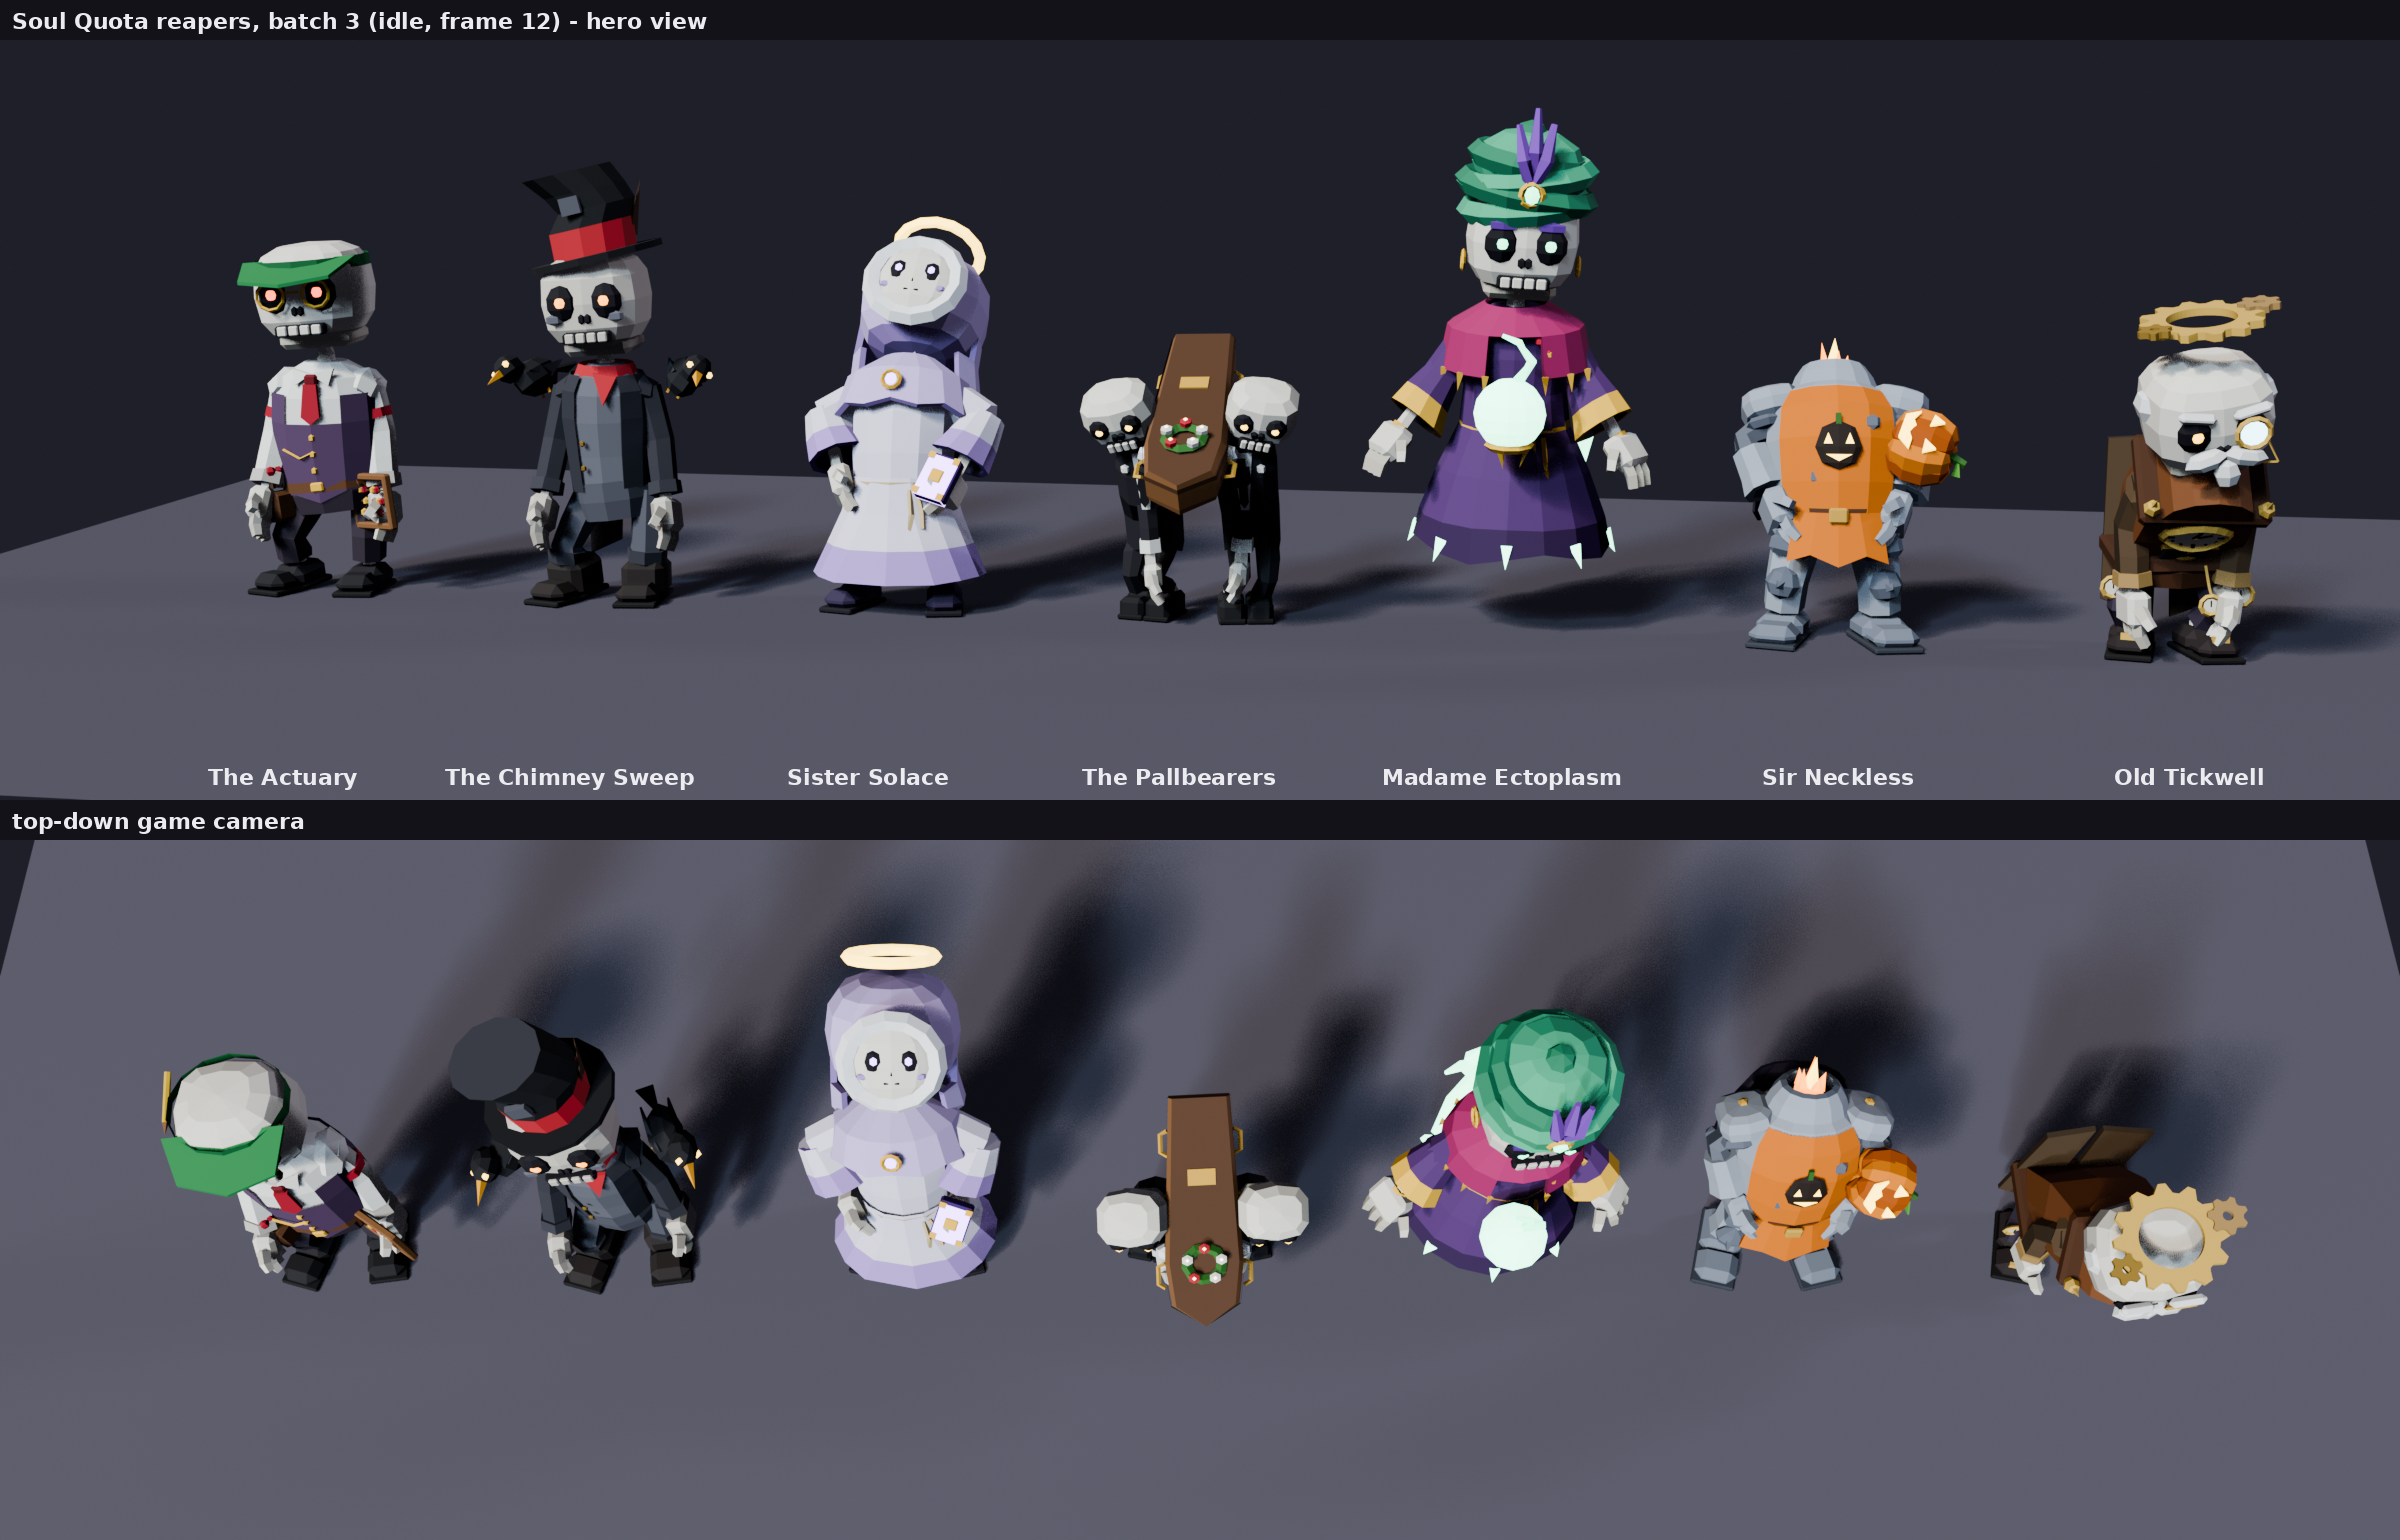 Soul Quota reapers, batch 3 (idle, frame 12) - hero view
The Actuary
The Chimney Sweep
Sister Solace
The Pallbearers
Madame Ectoplasm
Sir Neckless
Old Tickwell
top-down game camera